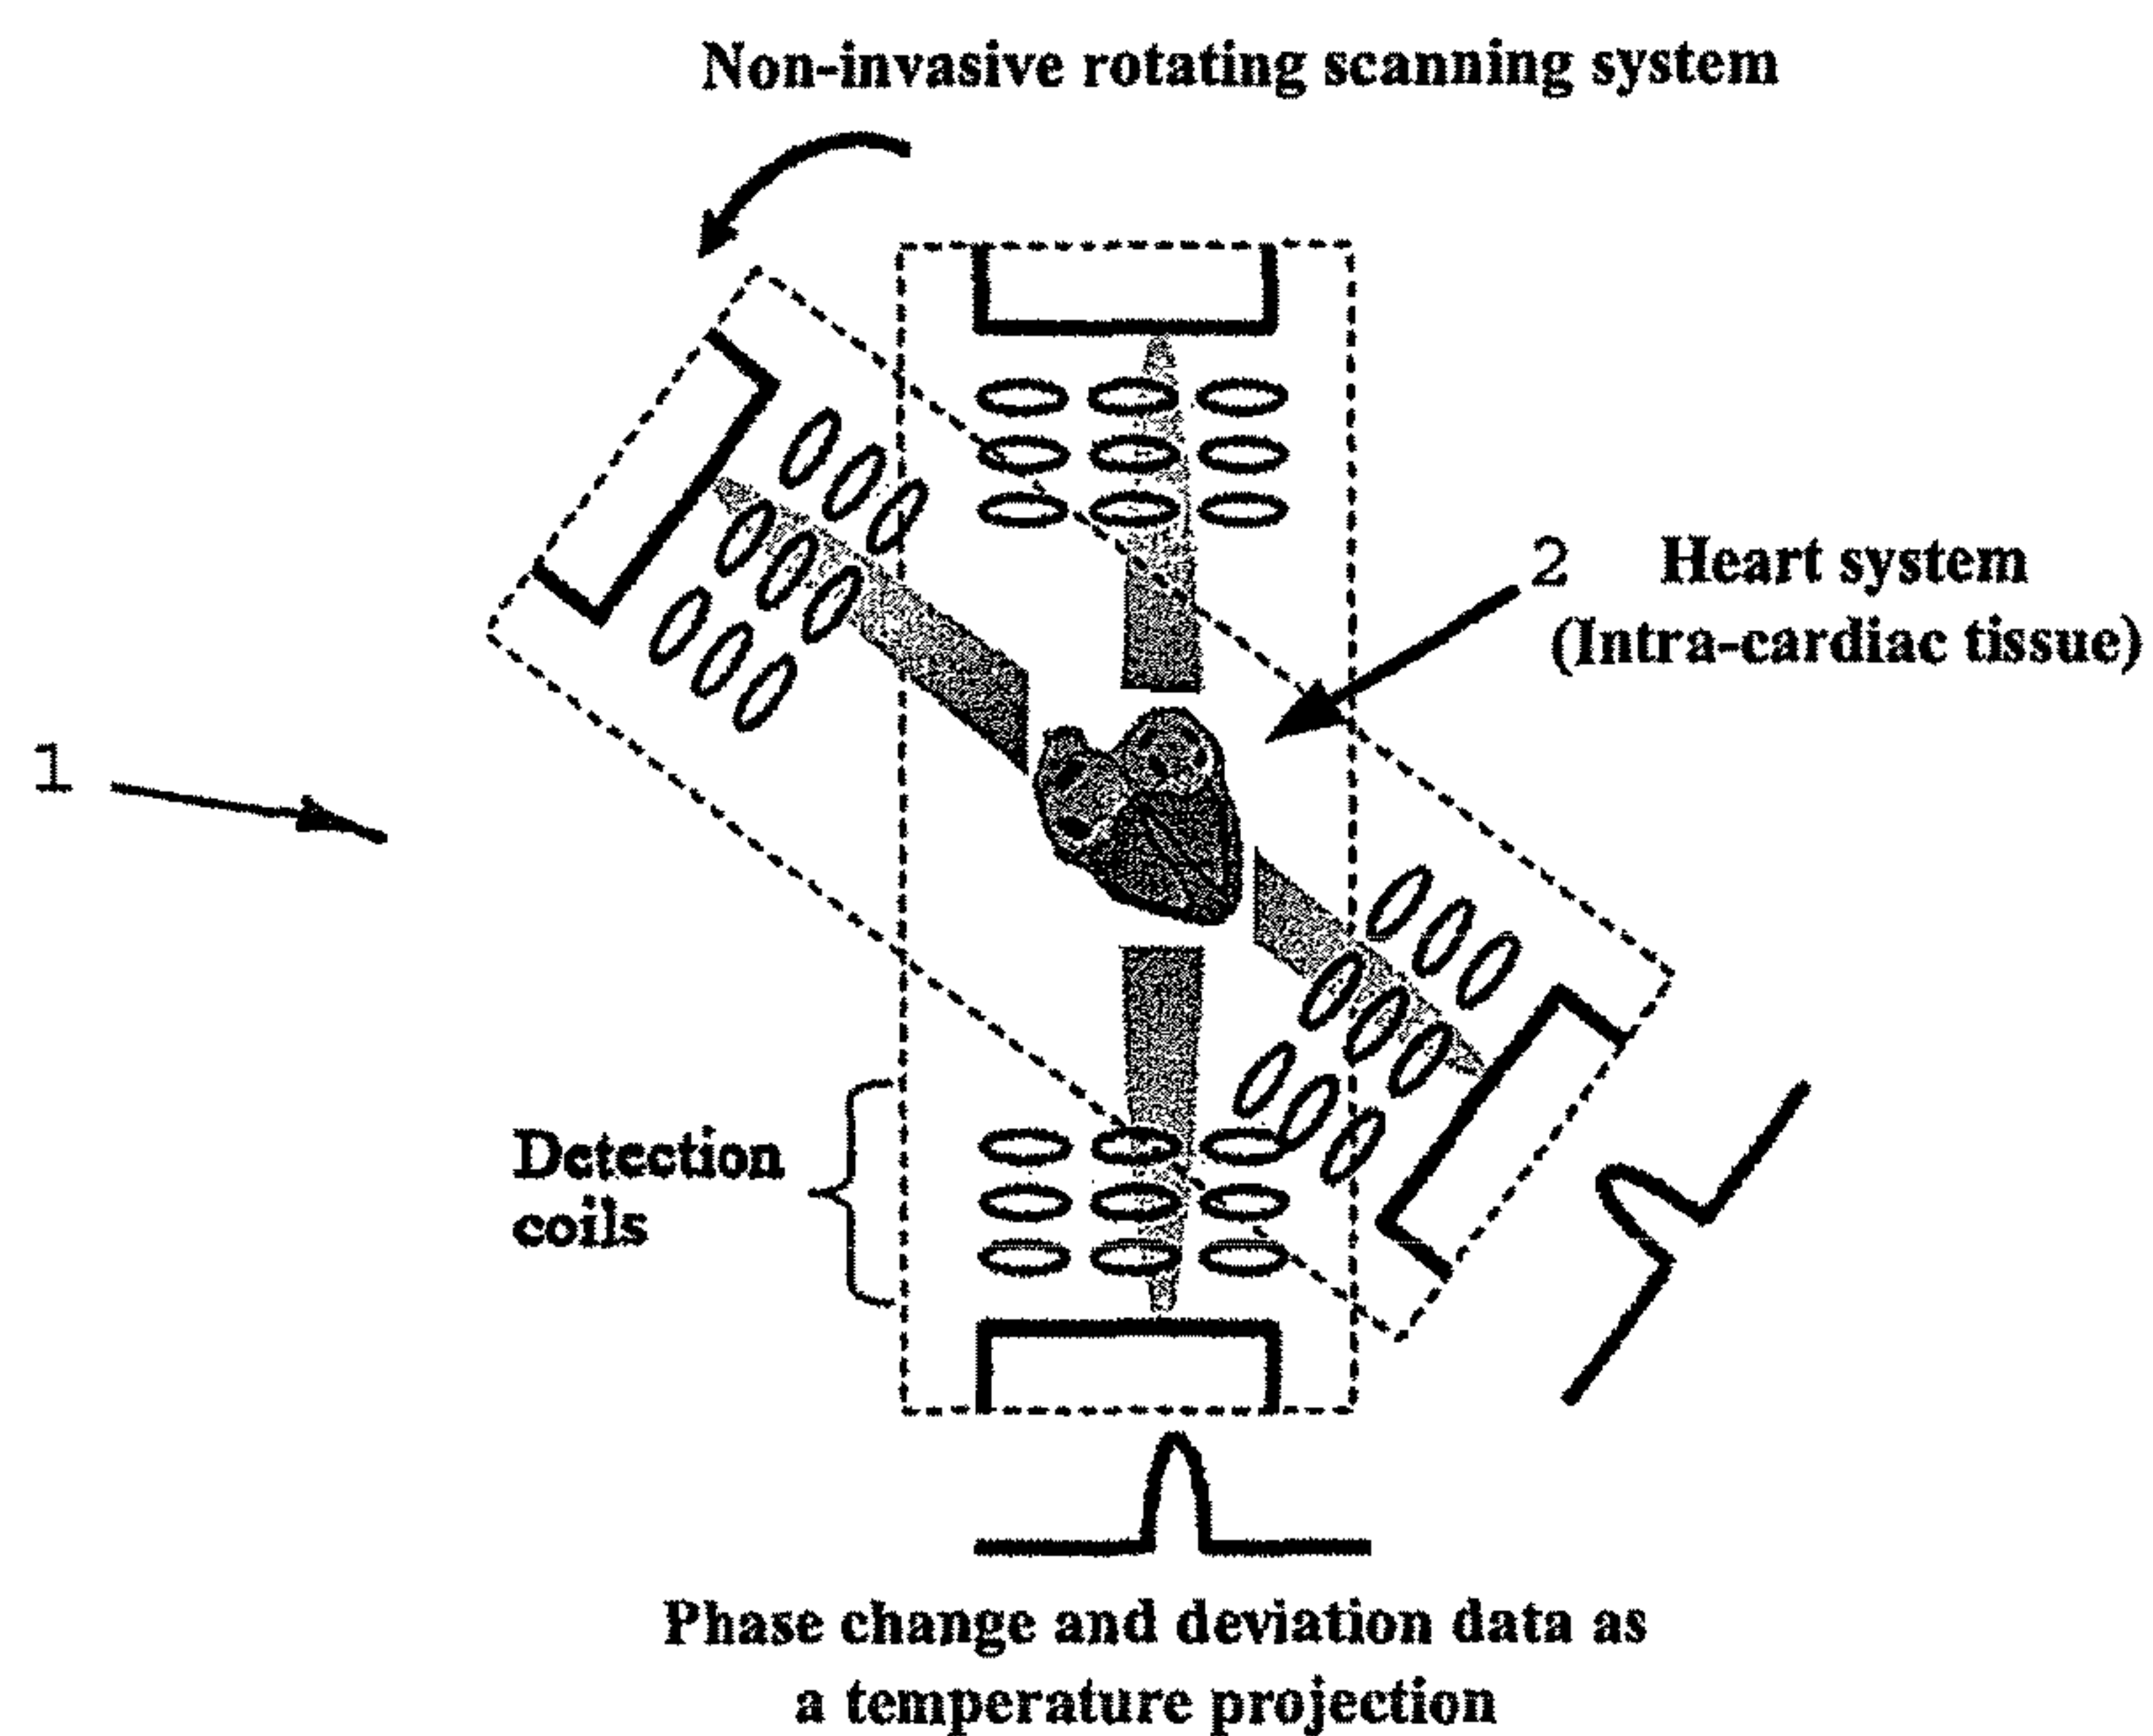 Non-invasive rotating scanning system
2 Heart system
(Intra-cardiac tissue)
1
Detection
coils
Phase change and deviation data as
a temperature projection